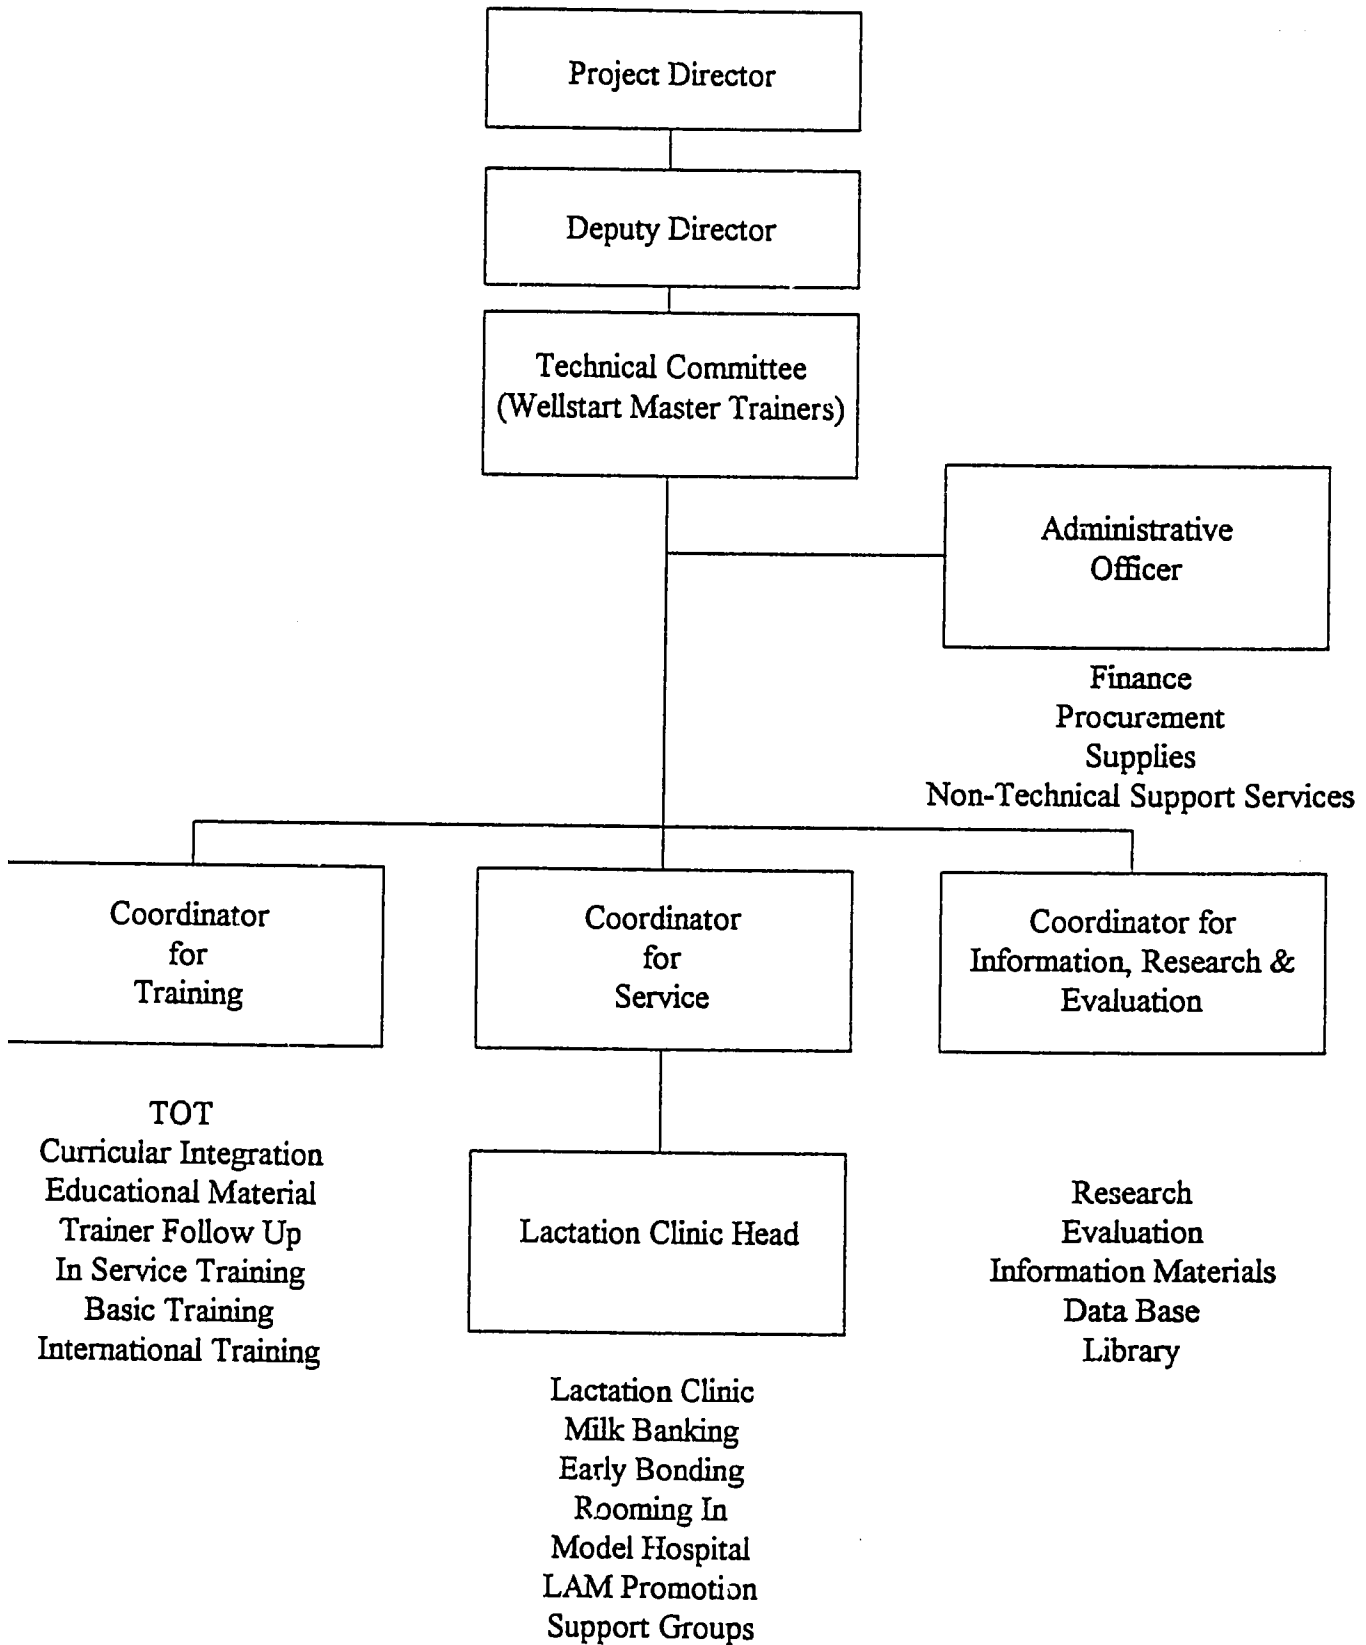 Project Director
Deputy Director
Technical Committee
(Wellstart Master Trainers)
Administrative
Officer
Finance
Procurement
Supplies
Non-Technical Support Services
Coordinator
for
Training
Coordinator
for
Service
Coordinator for
Information, Research &
Evaluation
TOT
Curricular Integration
Educational Material
Trainer Follow Up
In Service Training
Basic Training
International Training
Lactation Clinic Head
Lactation Clinic
Milk Banking
Early Bonding
Rooming In
Model Hospital
LAM Promotion
Support Groups
Research
Evaluation
Information Materials
Data Base
Library